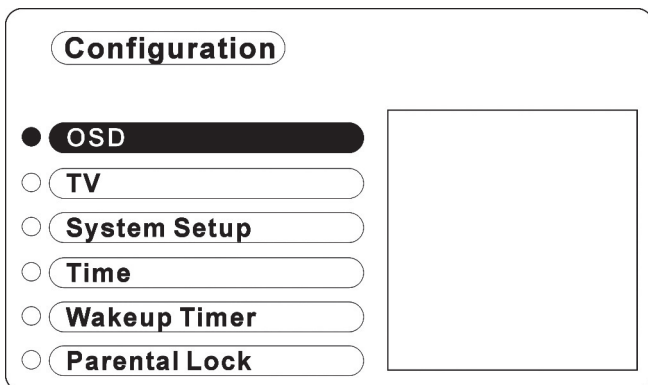 Configuration
OSD
TV
System Setup
Time
Wakeup Timer
Parental Lock